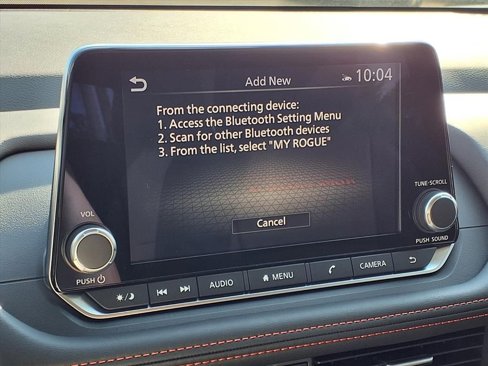 Add New
10:04
From the connecting device:
1. Access the Bluetooth Setting Menu
2. Scan for other Bluetooth devices
3. From the list, select "MY ROGUE"
Cancel
VOL
PUSH
TUNE·SCROLL
PUSH SOUND
AUDIO
MENU
CAMERA